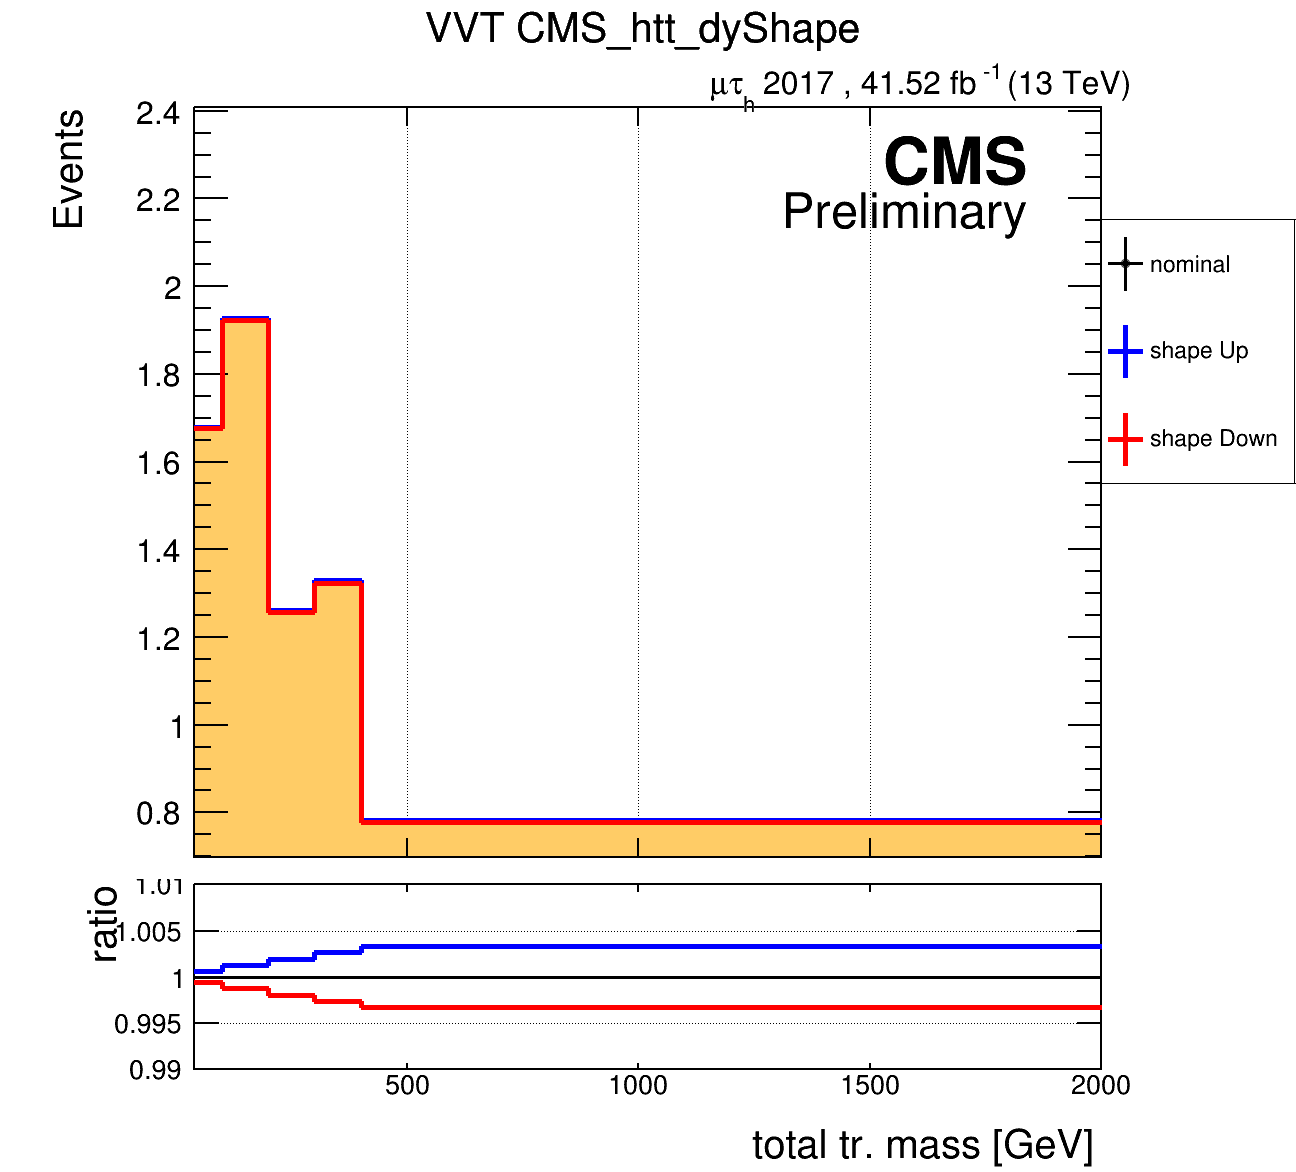 VVT CMS_htt_dyShape
μτh 2017 , 41.52 fb-1 (13 TeV)
Events
2.4
2.2
2
1.8
1.6
1.4
1.2
1
0.8
CMS
Preliminary
nominal
shape Up
shape Down
ratio
1.01
1.005
1
0.995
0.99
500
1000
1500
2000
total tr. mass [GeV]